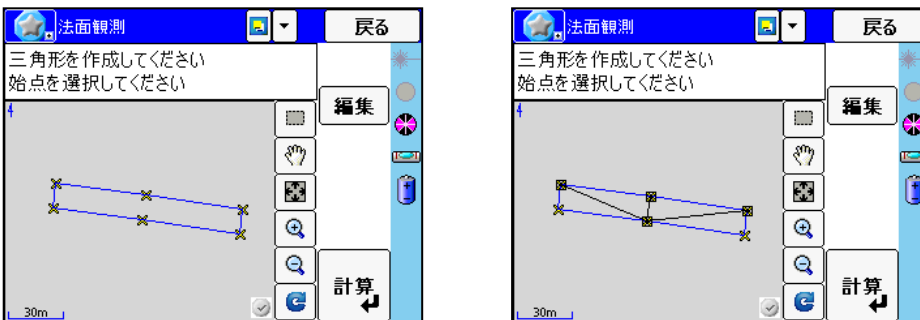 法面観測
戻る
三角形を作成してください
始点を選択してください
編集
4
計算
30m
法面観測
戻る
三角形を作成してください
始点を選択してください
編集
4
計算
30m